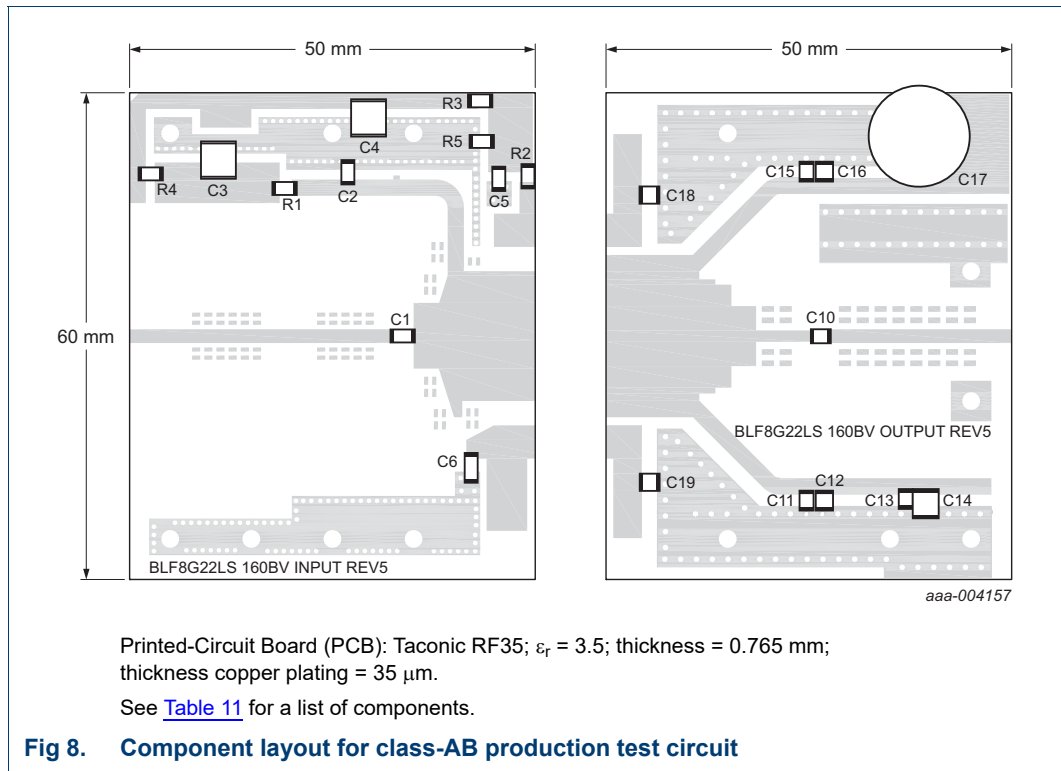 50 mm
50 mm
60 mm
R3
C4
R5
R2
R4
C3
R1
C2
C5
C1
C6
BLF8G22LS 160BV INPUT REV5
C15
C16
C17
C18
C10
BLF8G22LS 160BV OUTPUT REV5
C19
C12
C11
C13
C14
aaa-004157
Printed-Circuit Board (PCB): Taconic RF35; εr = 3.5; thickness = 0.765 mm;
thickness copper plating = 35 μm.
See Table 11 for a list of components.
Fig 8. Component layout for class-AB production test circuit